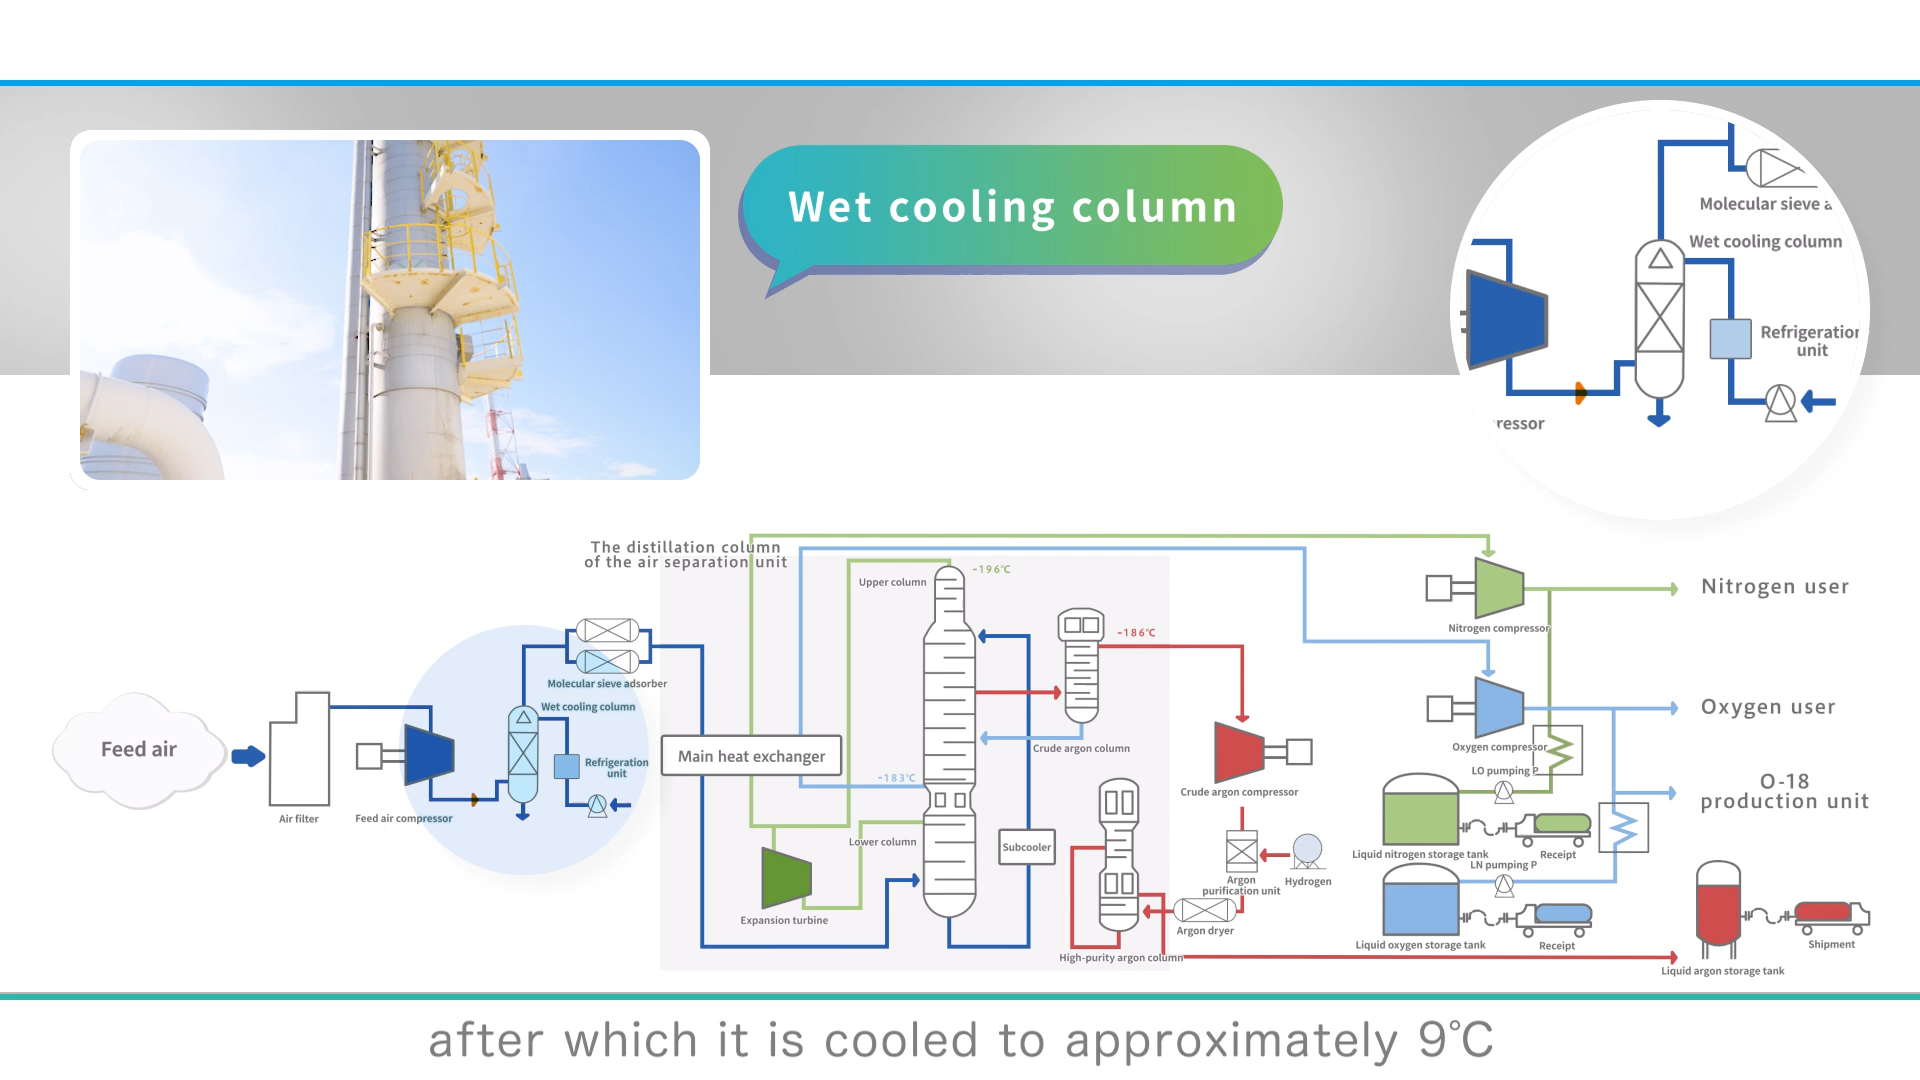 Wet cooling column
Molecular sieve a
Wet cooling column
Refrigeration
unit
ressor
The distillation column
of the air separation unit
Upper column
-196℃
-186℃
Nitrogen compressor
Nitrogen user
Molecular sieve adsorber
Wet cooling column
Feed air
Main heat exchanger
Refrigeration
unit
Crude argon column
-183℃
Oxygen compressor
Oxygen user
LO pumping P
O-18
production unit
Crude argon compressor
Air filter
Feed air compressor
Lower column
Subcooler
Liquid nitrogen storage tank
Receipt
LN pumping P
Argon
purification unit
Hydrogen
Expansion turbine
Argon dryer
High-purity argon column
Liquid oxygen storage tank
Receipt
Shipment
Liquid argon storage tank
after which it is cooled to approximately 9℃